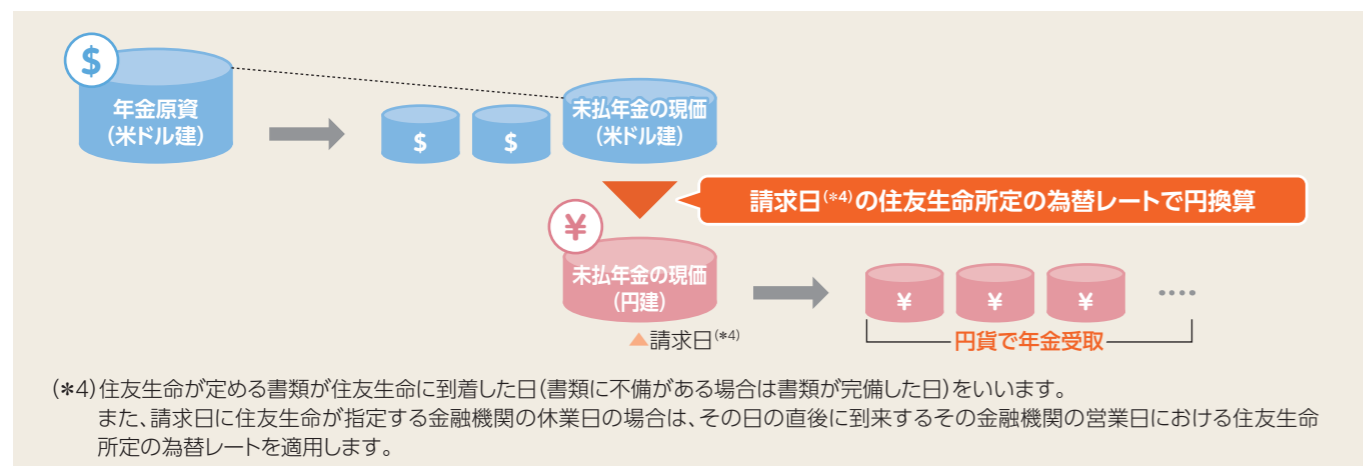 $
年金原資
(米ドル建)
$
$
未払年金の現価
(米ドル建)
請求日(*4)の住友生命所定の為替レートで円換算
¥
未払年金の現価
(円建)
¥
¥
¥
‥‥
▲請求日(*4)
円貨で年金受取
(*4)住友生命が定める書類が住友生命に到着した日(書類に不備がある場合は書類が完備した日)をいいます。
また、請求日に住友生命が指定する金融機関の休業日の場合は、その日の直後に到来するその金融機関の営業日における住友生命
所定の為替レートを適用します。